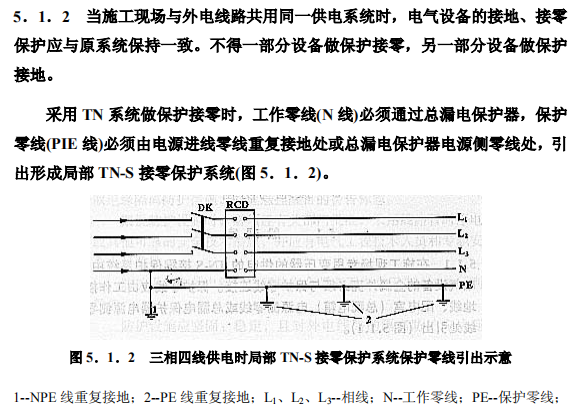 5．1．2 当施工现场与外电线路共用同一供电系统时，电气设备的接地、接零
保护应与原系统保持一致。不得一部分设备做保护接零，另一部分设备做保护
接地。
采用 TN 系统做保护接零时，工作零线(N 线)必须通过总漏电保护器，保护
零线(PIE 线)必须由电源进线零线重复接地处或总漏电保护器电源侧零线处，引
出形成局部 TN-S 接零保护系统(图 5．1．2)。
DK
RCD
L₁
L₂
L₃
N
PE
1
2
图 5．1．2 三相四线供电时局部 TN-S 接零保护系统保护零线引出示意
1--NPE 线重复接地；2--PE 线重复接地；L₁、L₂、L₃--相线；N--工作零线；PE--保护零线；